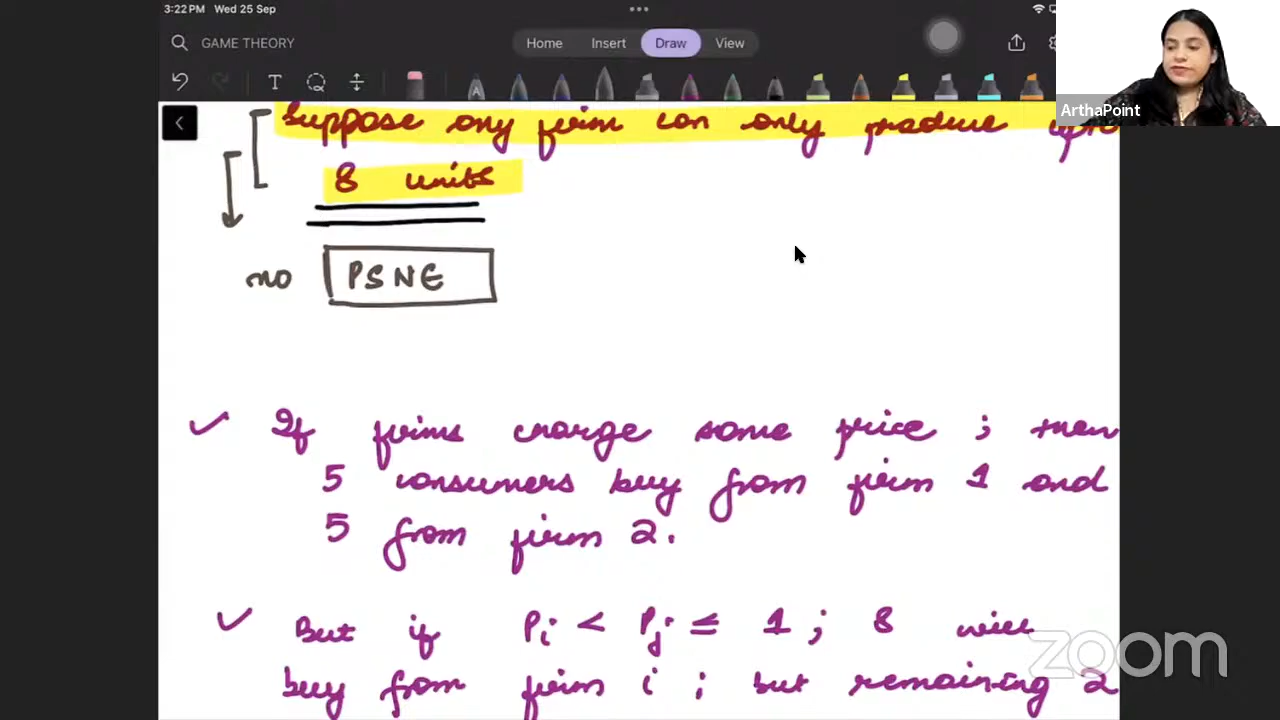 3:22 PM Wed 25 Sep
GAME THEORY
Home Insert Draw View
ArthaPoint
Suppose any firm can only produce upto
8 units
no PSNE
✓ If firms charge same price ; then
5 consumers buy from firm 1 and
5 from firm 2.
✓ But if Pi < Pj ≤ 1 ; 8 will
buy from firm i ; but remaining 2
zoom